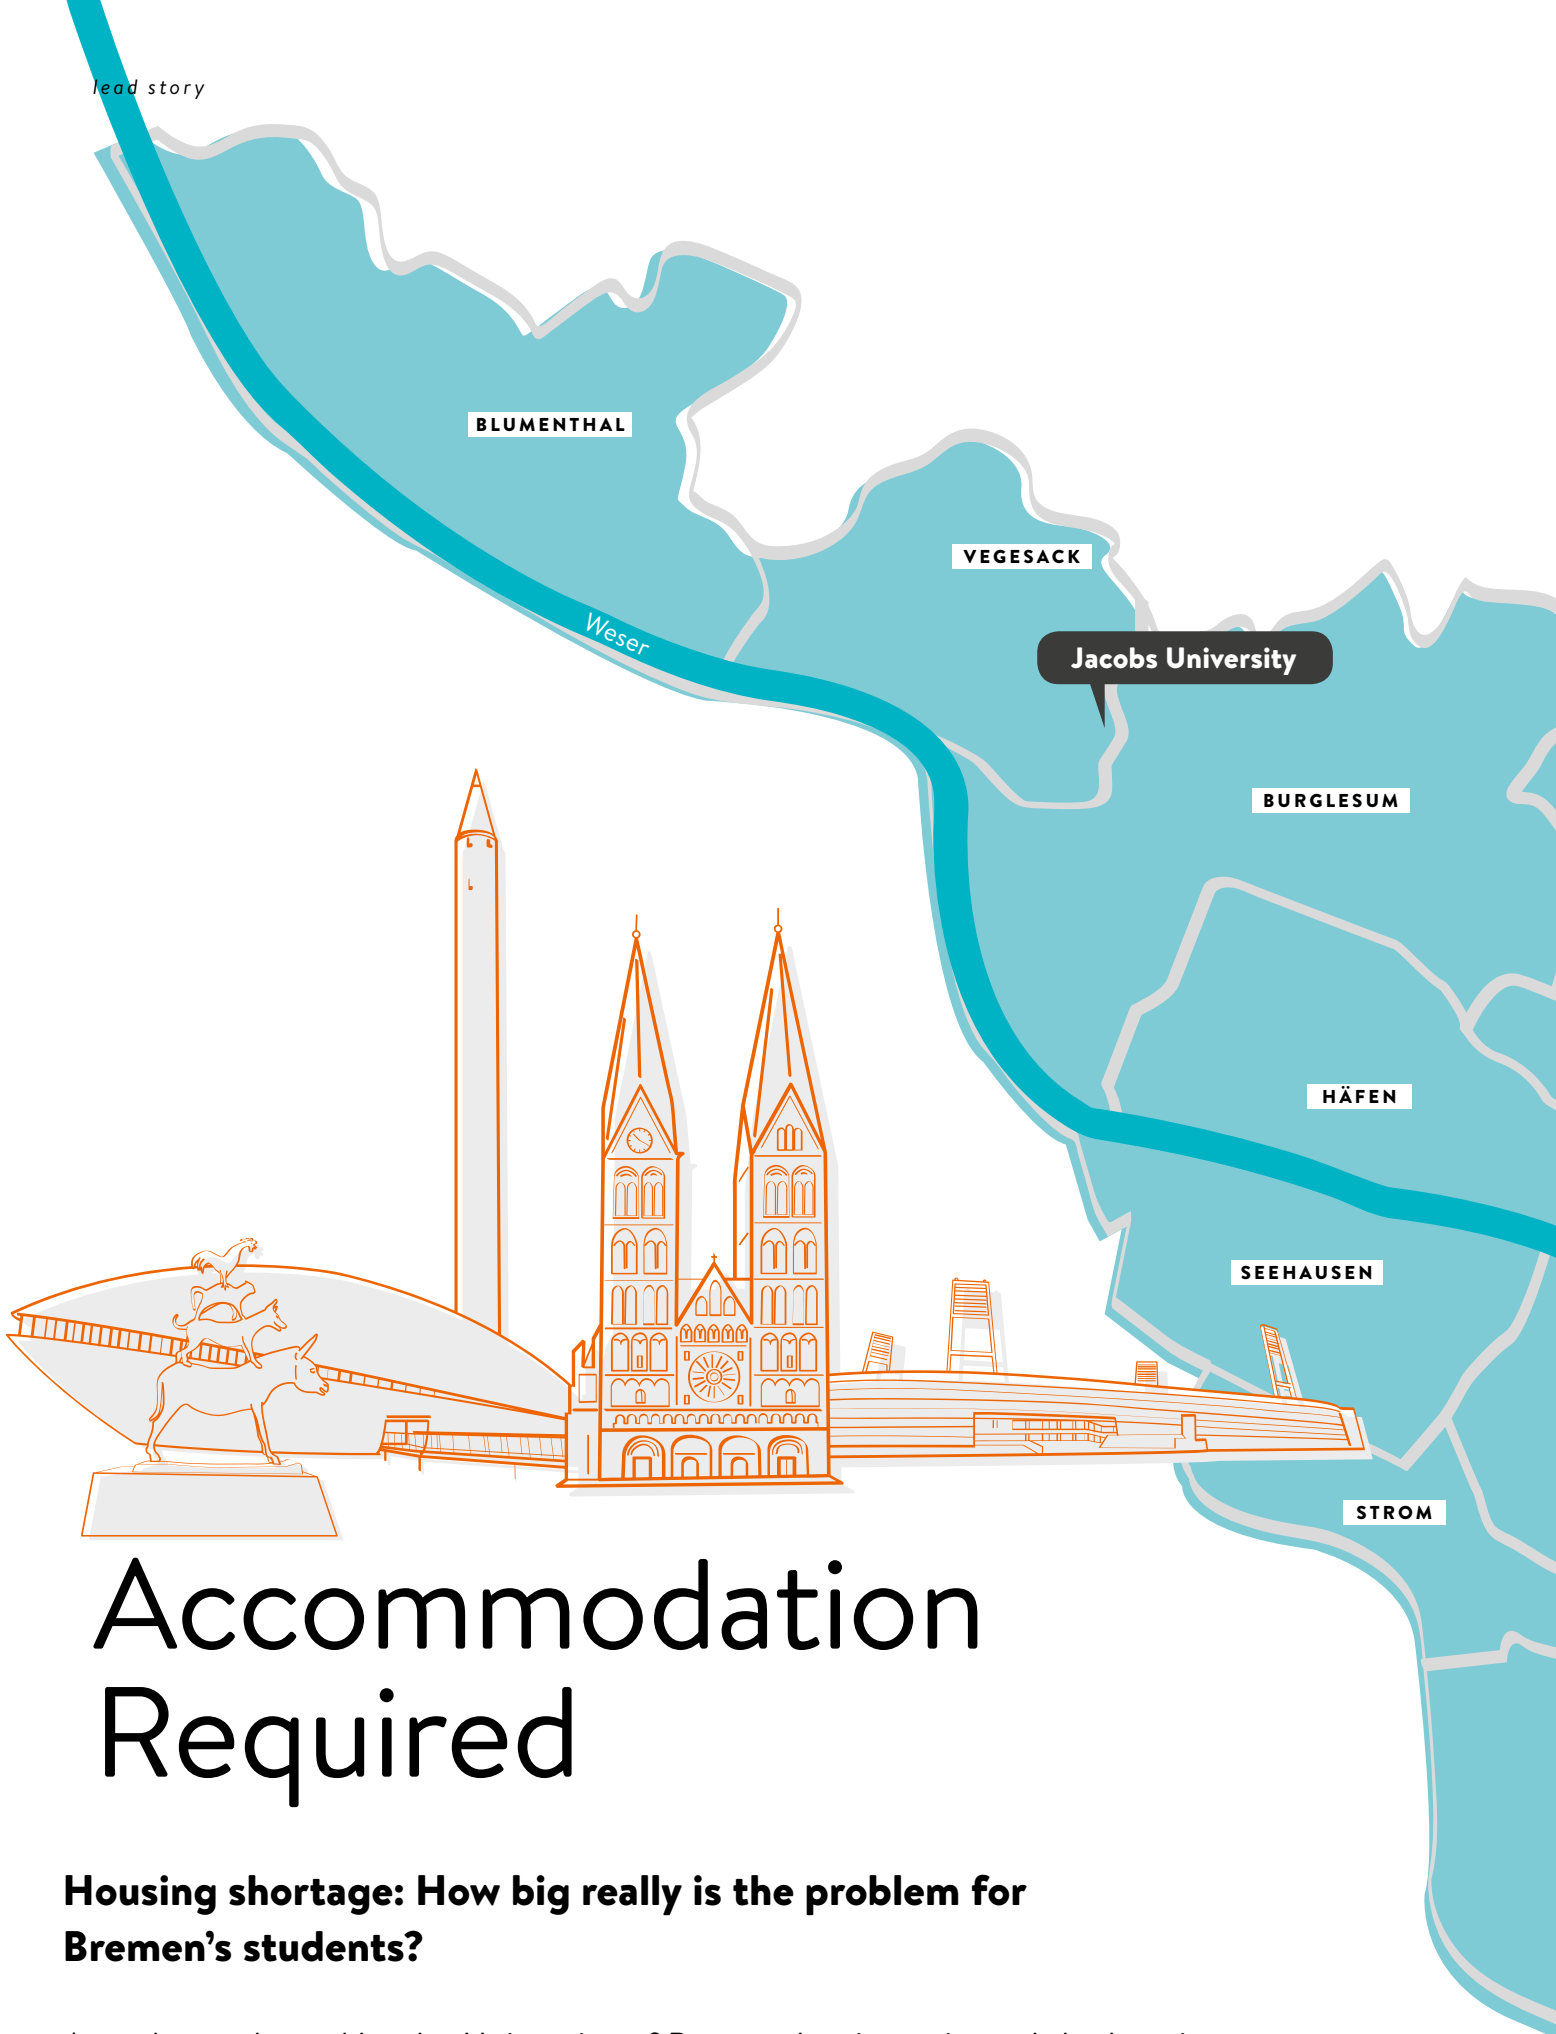 lead story
BLUMENTHAL
VEGESACK
Weser
Jacobs University
BURGLESUM
HÄFEN
SEEHAUSEN
STROM
Accommodation
Required
Housing shortage: How big really is the problem for
Bremen’s students?